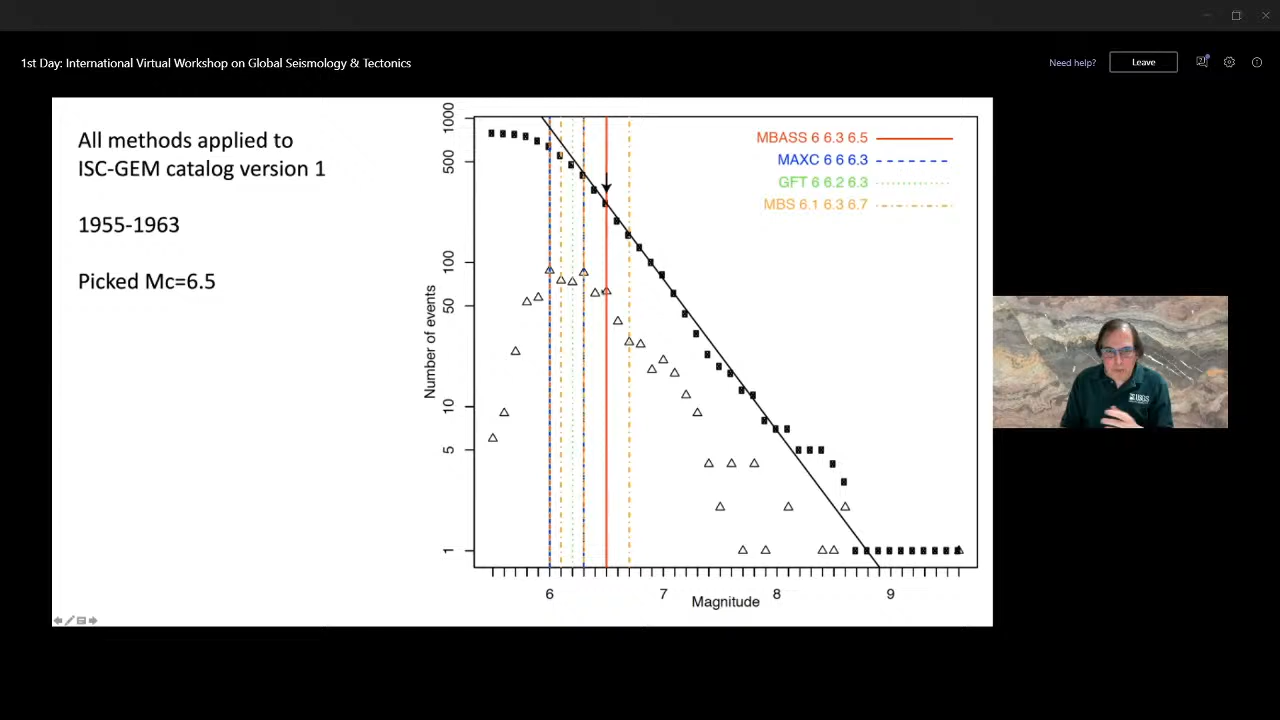 1st Day: International Virtual Workshop on Global Seismology & Tectonics
Need help?
Leave
All methods applied to
ISC-GEM catalog version 1
1955-1963
Picked Mc=6.5
MBASS 6 6.3 6.5
MAXC 6 6 6.3
GFT 6 6.2 6.3
MBS 6.1 6.3 6.7
Number of events
1000
500
100
50
10
5
1
6
7
8
9
Magnitude